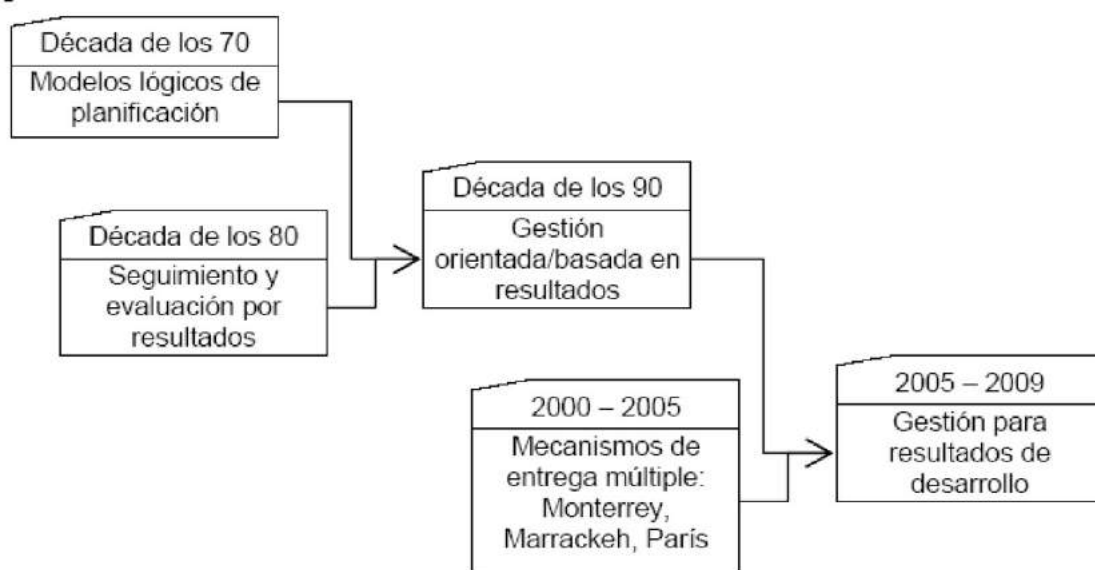 Década de los 70
Modelos lógicos de
planificación
Década de los 80
Seguimiento y
evaluación por
resultados
Década de los 90
Gestión
orientada/basada en
resultados
2000 – 2005
Mecanismos de
entrega múltiple:
Monterrey,
Marrackeh, París
2005 – 2009
Gestión para
resultados de
desarrollo